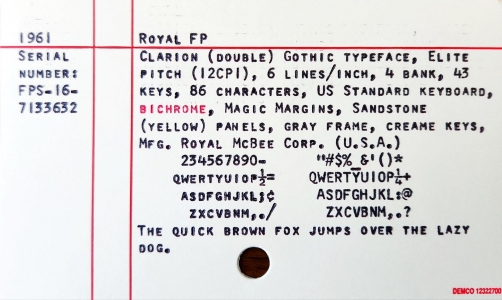 1961 ROYAL FP
SERIAL CLARION (DOUBLE) GOTHIC TYPEFACE, ELITE
NUMBER: PITCH (12CPI), 6 LINES/INCH, 4 BANK, 43
FPS-16- KEYS, 86 CHARACTERS, US STANDARD KEYBOARD,
7133632 BICHROME, MAGIC MARGINS, SANDSTONE
(YELLOW) PANELS, GRAY FRAME, CREAME KEYS,
MFG. ROYAL MCBEE CORP. (U.S.A.)
234567890- "#$%_&'()*
QWERTYUIOP½= QWERTYUIOP¼+
ASDFGHJKL;¢ ASDFGHJKL:@
ZXCVBNM,./ ZXCVBNM,.?
THE QUICK BROWN FOX JUMPS OVER THE LAZY
DOG.
DEMCO 12322700